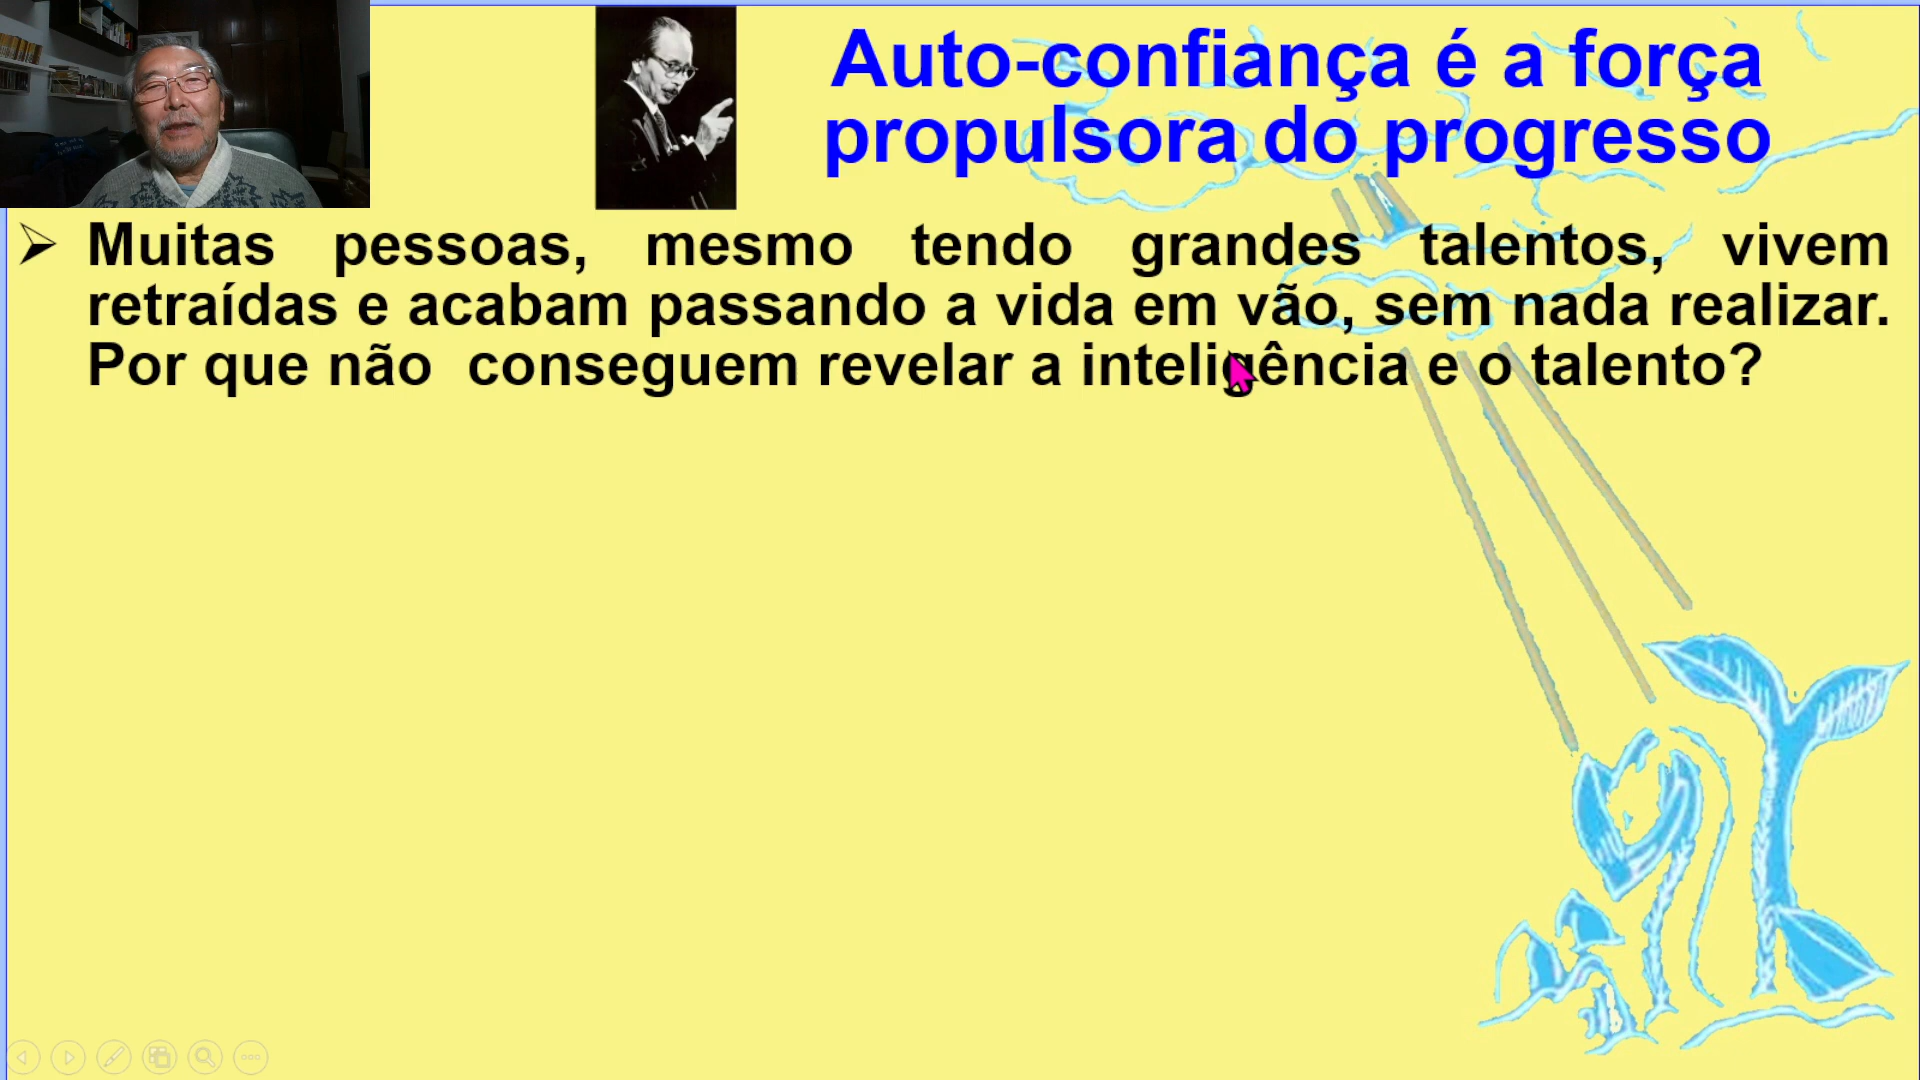 Auto-confiança é a força
propulsora do progresso
Muitas pessoas, mesmo tendo grandes talentos, vivem
retraídas e acabam passando a vida em vão, sem nada realizar.
Por que não conseguem revelar a inteligência e o talento?